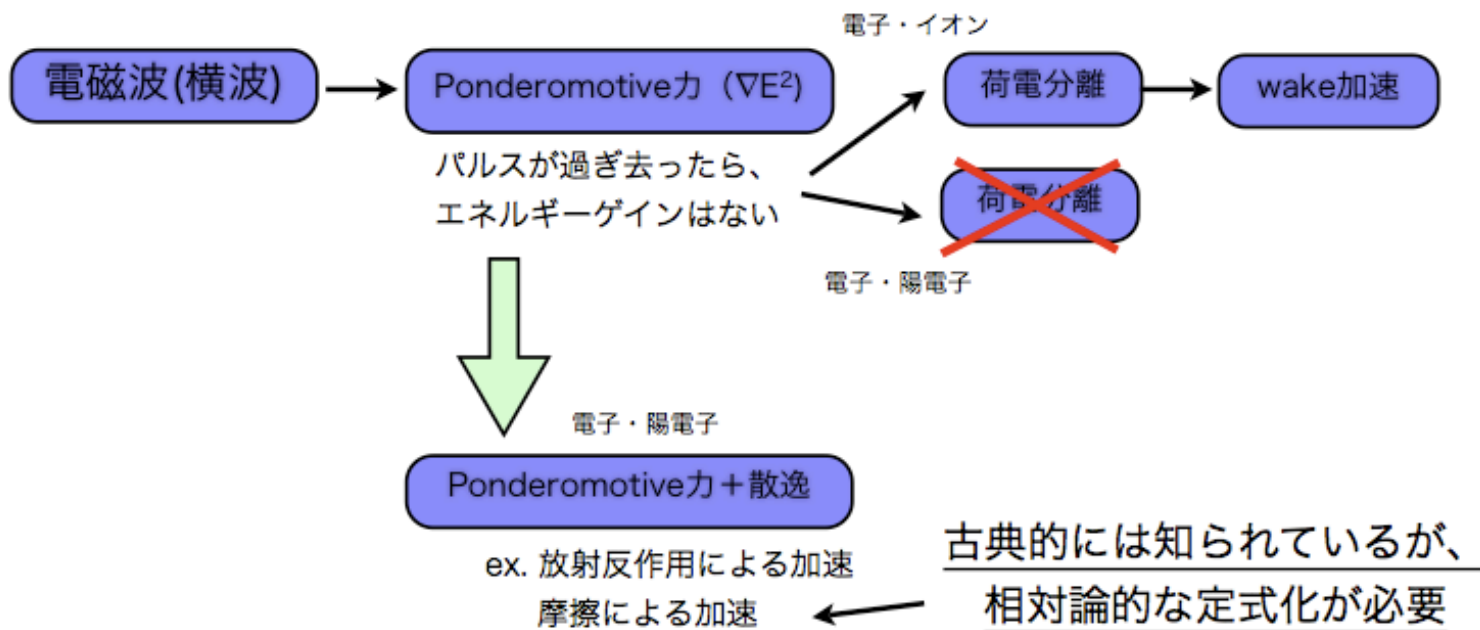 電子・イオン
電磁波(横波)
Ponderomotive力（∇E²)
荷電分離
wake加速
パルスが過ぎ去ったら、
エネルギーゲインはない
荷電分離
電子・陽電子
電子・陽電子
Ponderomotive力＋散逸
ex. 放射反作用による加速
摩擦による加速
古典的には知られているが、
相対論的な定式化が必要